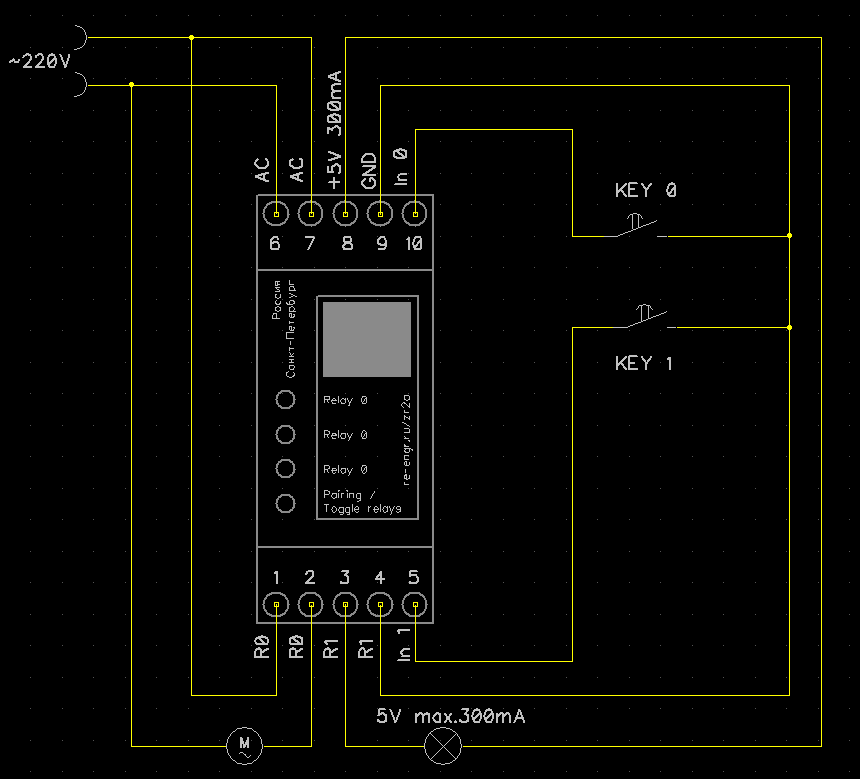 ~220V
AC
AC
+5V 300mA
GND
In 0
6
7
8
9
10
KEY 0
KEY 1
Россия
Санкт-Петербург
Relay 0
Relay 0
Relay 0
Pairing /
Toggle relays
re-engr.ru/zr2a
1
2
3
4
5
R0
R0
R1
R1
In 1
5V max.300mA
M
~